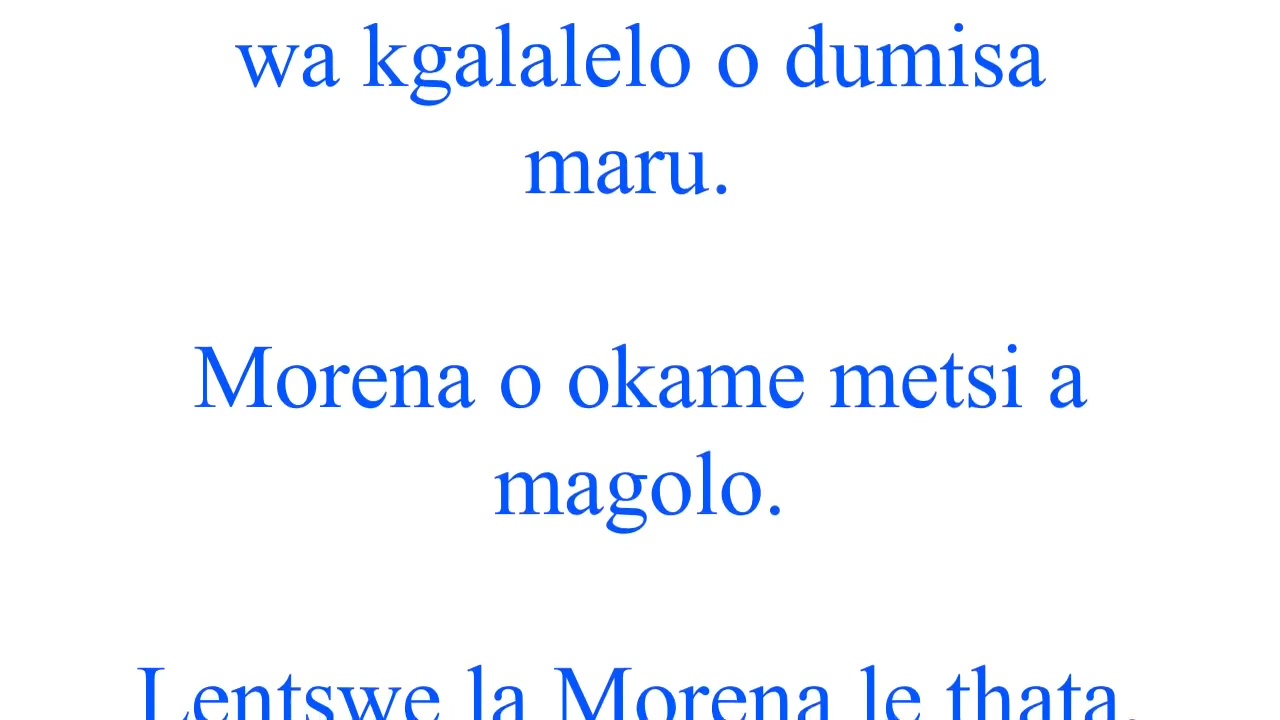 wa kgalalelo o dumisa
maru.
Morena o okame metsi a
magolo.
Lentswe la Morena le thata,